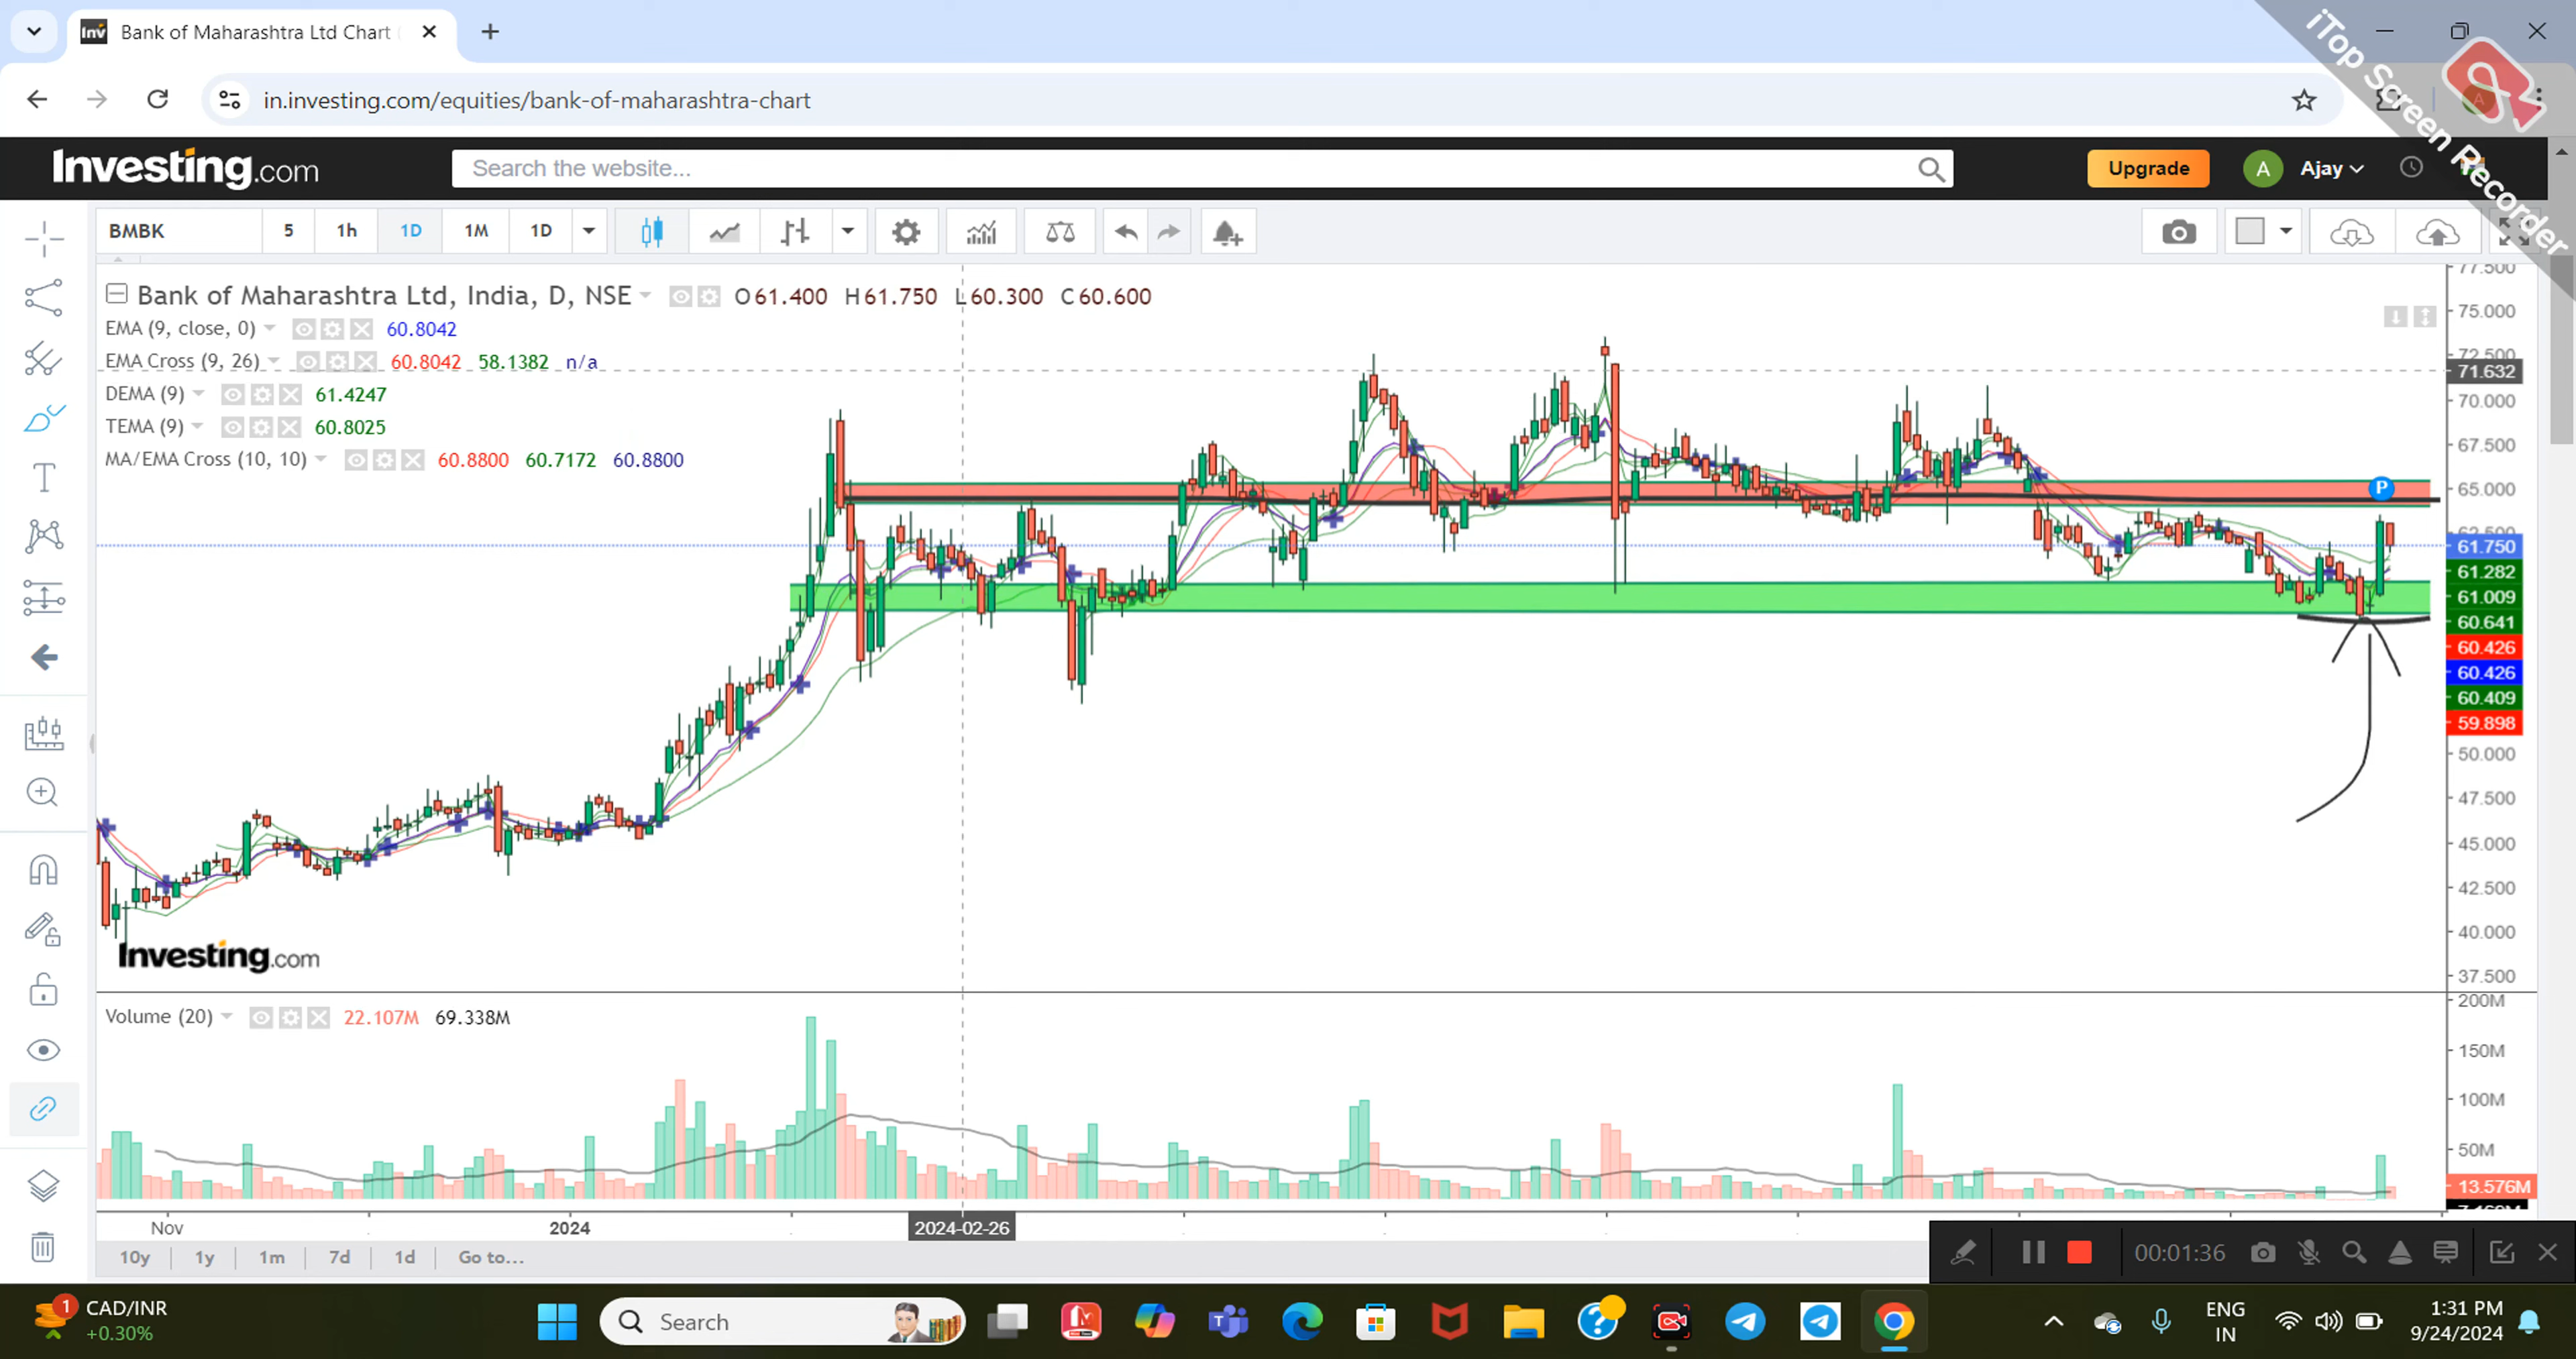 Inv Bank of Maharashtra Ltd Chart
in.investing.com/equities/bank-of-maharashtra-chart
iTop Screen Recorder
Investing.com Search the website... Upgrade A Ajay
BMBK 5 1h 1D 1M 1D
Bank of Maharashtra Ltd, India, D, NSE O61.400 H61.750 L60.300 C60.600
EMA (9, close, 0) 60.8042
EMA Cross (9, 26) 60.8042 58.1382 n/a
DEMA (9) 61.4247
TEMA (9) 60.8025
MA/EMA Cross (10, 10) 60.8800 60.7172 60.8800
77.500
75.000
72.500
71.632
70.000
67.500
65.000
P
62.500
61.750
61.282
61.009
60.641
60.426
60.426
60.409
59.898
50.000
47.500
45.000
42.500
40.000
37.500
Investing.com
Volume (20) 22.107M 69.338M
200M
150M
100M
50M
13.576M
Nov 2024 2024-02-26
10y 1y 1m 7d 1d Go to...
00:01:36
1 CAD/INR
+0.30%
Search
ENG
IN
1:31 PM
9/24/2024